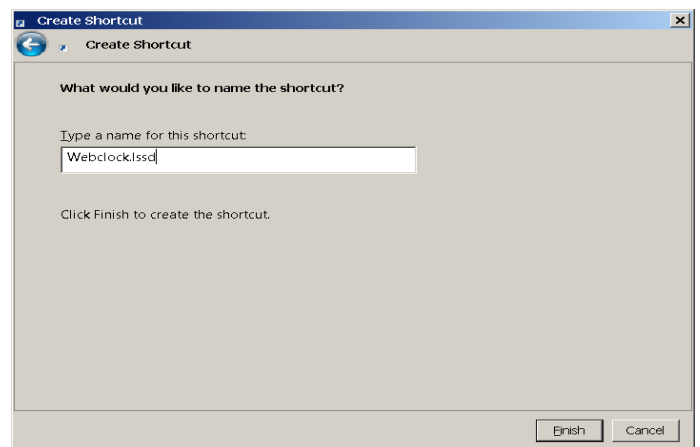 Create Shortcut
Create Shortcut
What would you like to name the shortcut?
Type a name for this shortcut:
Webclock.lssd
Click Finish to create the shortcut.
Finish
Cancel